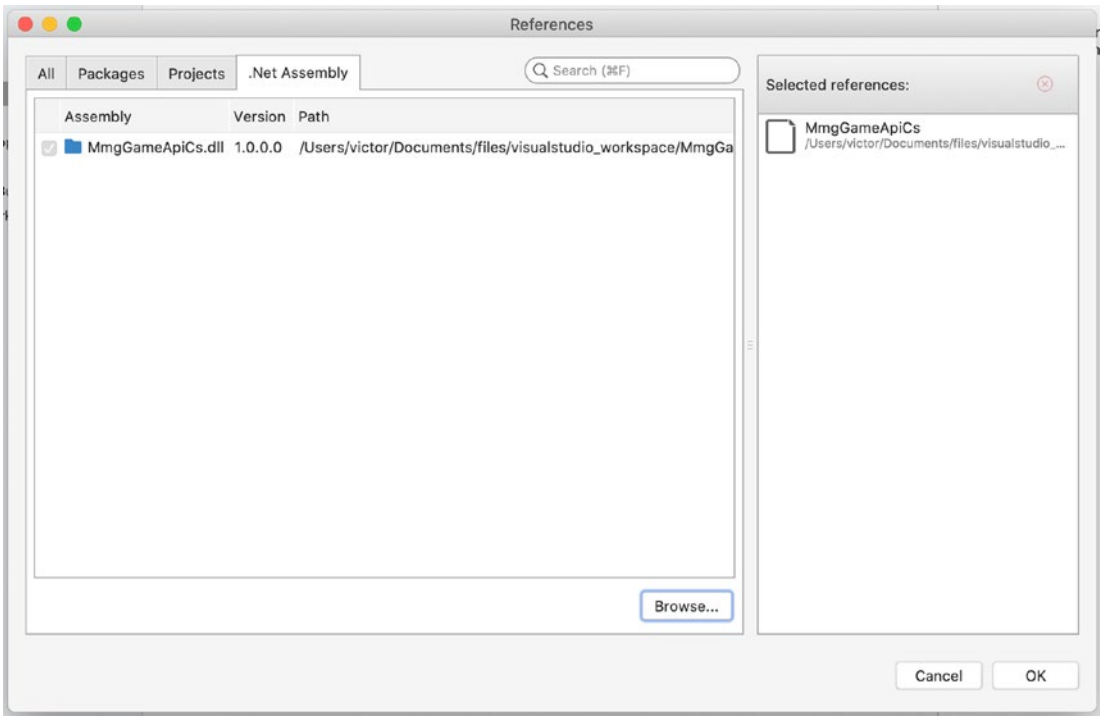 References
All Packages Projects .Net Assembly
Search (⌘F)
Assembly Version Path
MmgGameApiCs.dll 1.0.0.0 /Users/victor/Documents/files/visualstudio_workspace/MmgGa
Browse...
Selected references:
MmgGameApiCs
/Users/victor/Documents/files/visualstudio_...
Cancel OK